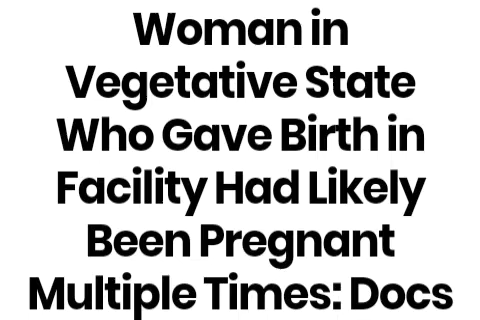 Woman in
Vegetative State
Who Gave Birth in
Facility Had Likely
Been Pregnant
Multiple Times: Docs